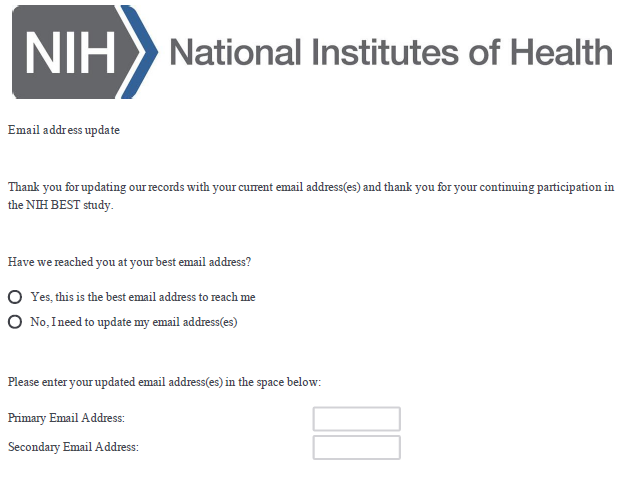 NIH National Institutes of Health
Email address update
Thank you for updating our records with your current email address(es) and thank you for your continuing participation in
the NIH BEST study.
Have we reached you at your best email address?
Yes, this is the best email address to reach me
No, I need to update my email address(es)
Please enter your updated email address(es) in the space below:
Primary Email Address:
Secondary Email Address: